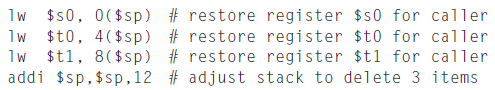 lw $s0, 0($sp) # restore register $s0 for caller
lw $t0, 4($sp) # restore register $t0 for caller
lw $t1, 8($sp) # restore register $t1 for caller
addi $sp,$sp,12 # adjust stack to delete 3 items